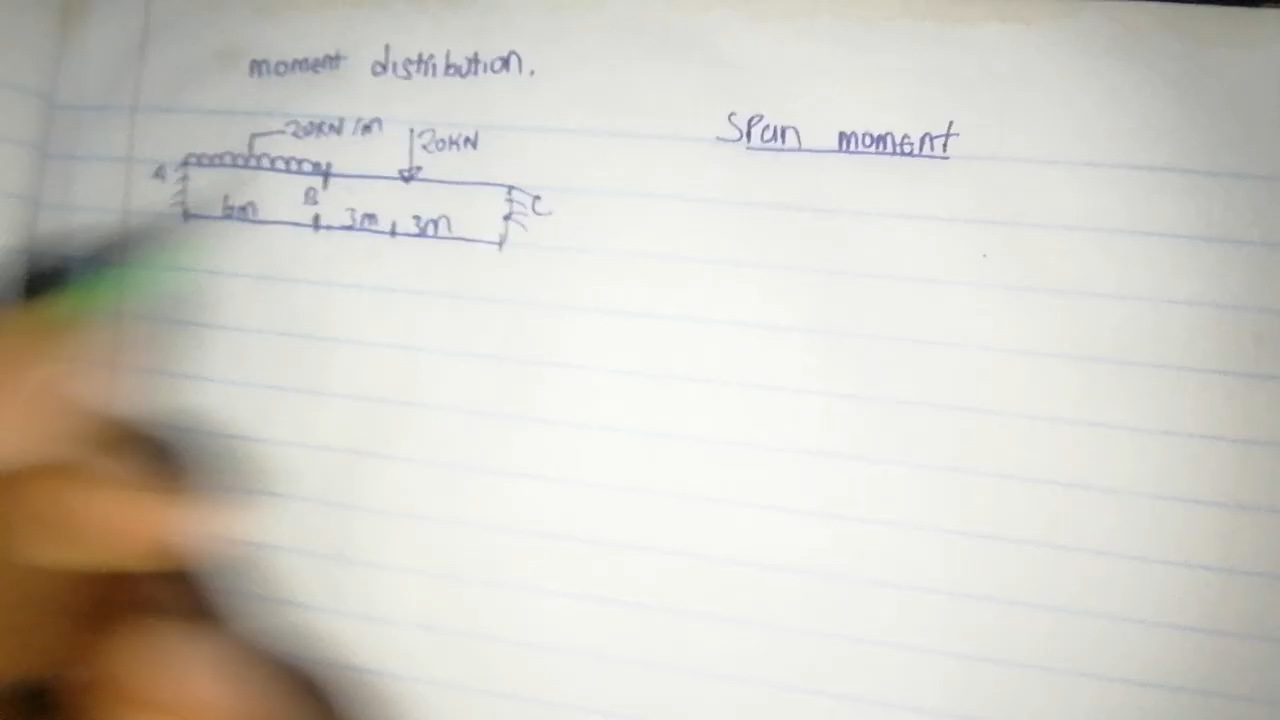 moment distribution.
Span moment
20KN/m
20KN
A
B
C
6m
3m
3m